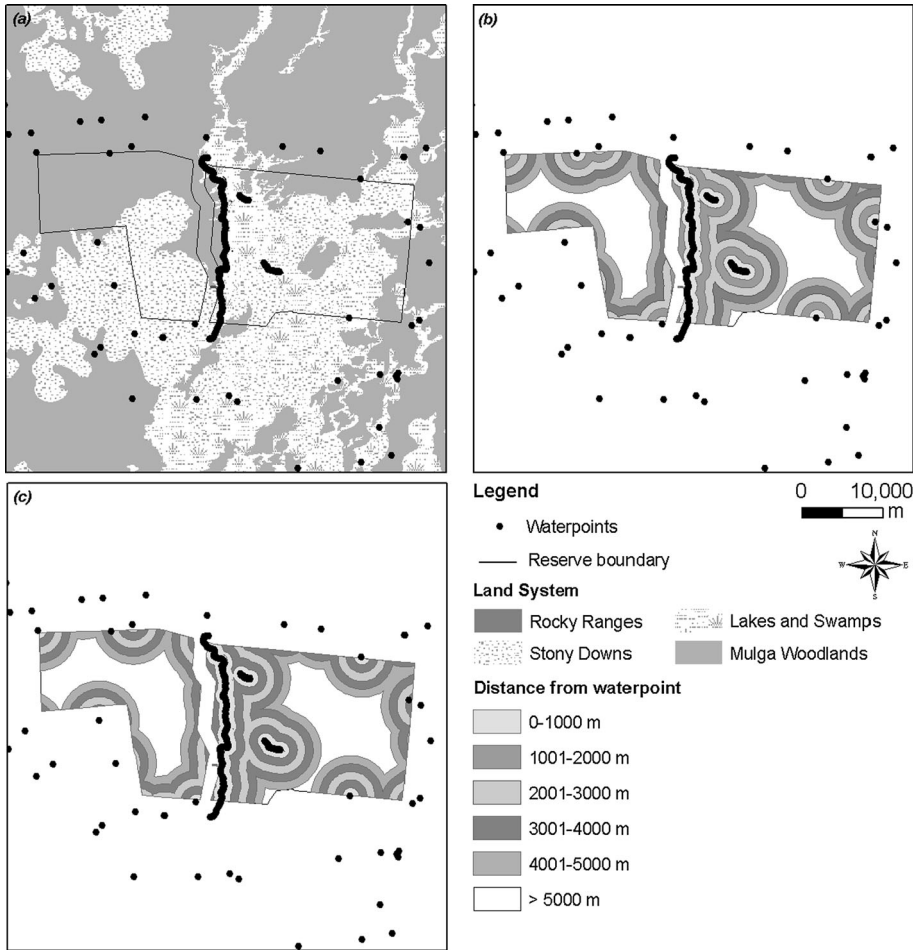 (a)
(b)
(c)
Legend
0 10,000
m
Waterpoints
Reserve boundary
N
W E
S
Land System
Rocky Ranges Lakes and Swamps
Stony Downs Mulga Woodlands
Distance from waterpoint
0-1000 m
1001-2000 m
2001-3000 m
3001-4000 m
4001-5000 m
> 5000 m